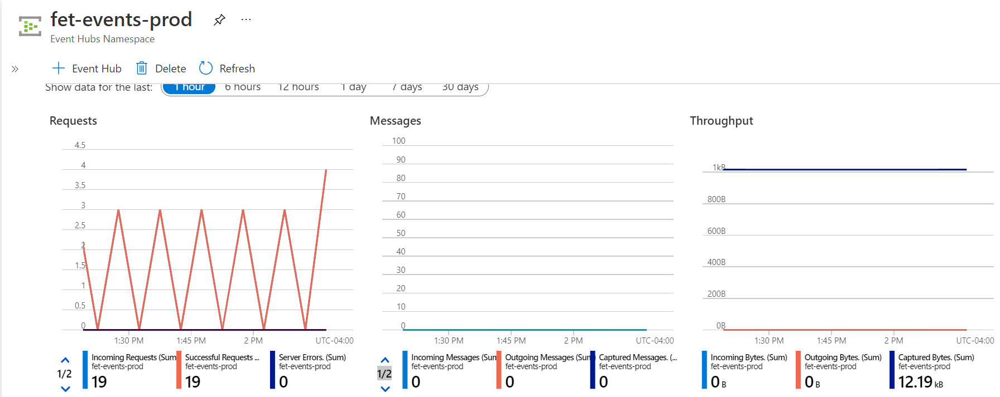 fet-events-prod ...
Event Hubs Namespace
» + Event Hub Delete Refresh
Show data for the last: 1 hour 6 hours 12 hours 1 day 7 days 30 days
Requests
4.5
4
3.5
3
2.5
2
1.5
1
0.5
0
1:30 PM 1:45 PM 2 PM UTC-04:00
1/2
Incoming Requests (Sum
fet-events-prod
19
Successful Requests ...
fet-events-prod
19
Server Errors. (Sum)
fet-events-prod
0
Messages
100
90
80
70
60
50
40
30
20
10
0
1:30 PM 1:45 PM 2 PM UTC-04:00
1/2
Incoming Messages (Sum
fet-events-prod
0
Outgoing Messages (Sum
fet-events-prod
0
Captured Messages. (...
fet-events-prod
0
Throughput
1kB
800B
600B
400B
200B
0B
1:30 PM 1:45 PM 2 PM UTC-04:00
Incoming Bytes. (Sum)
fet-events-prod
0 B
Outgoing Bytes. (Sum)
fet-events-prod
0 B
Captured Bytes. (Sum)
fet-events-prod
12.19 kB